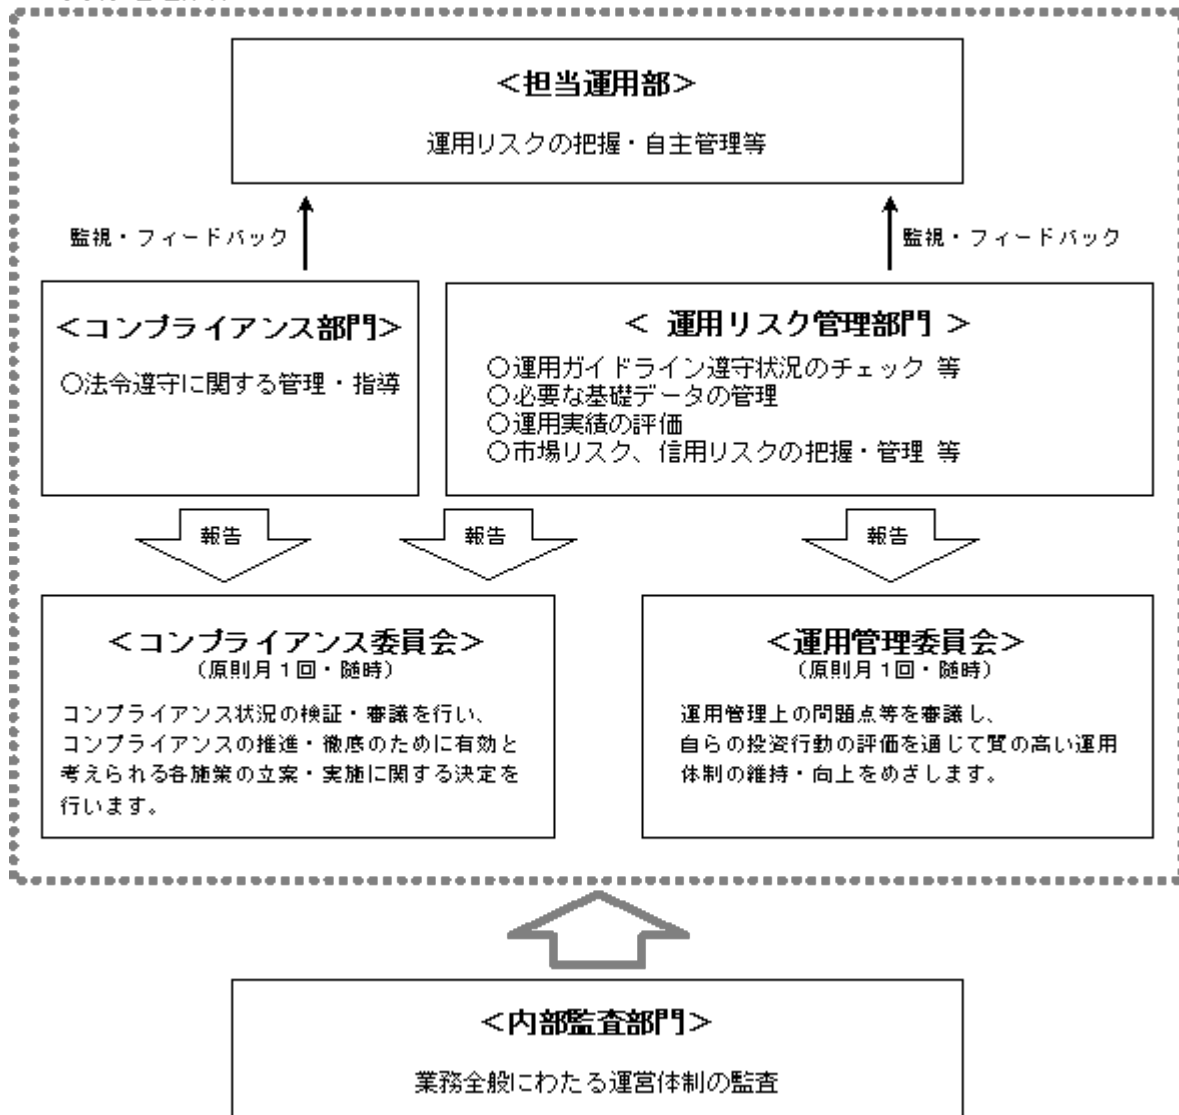 ＜担当運用部＞
運用リスクの把握・自主管理等
監視・フィードバック
監視・フィードバック
＜コンプライアンス部門＞
○法令遵守に関する管理・指導
＜ 運用リスク管理部門 ＞
○運用ガイドライン遵守状況のチェック 等
○必要な基礎データの管理
○運用実績の評価
○市場リスク、信用リスクの把握・管理 等
報告
報告
報告
＜コンプライアンス委員会＞
（原則月１回・随時）
コンプライアンス状況の検証・審議を行い、
コンプライアンスの推進・徹底のために有効と
考えられる各施策の立案・実施に関する決定を
行います。
＜運用管理委員会＞
（原則月１回・随時）
運用管理上の問題点等を審議し、
自らの投資行動の評価を通じて質の高い運用
体制の維持・向上をめざします。
＜内部監査部門＞
業務全般にわたる運営体制の監査